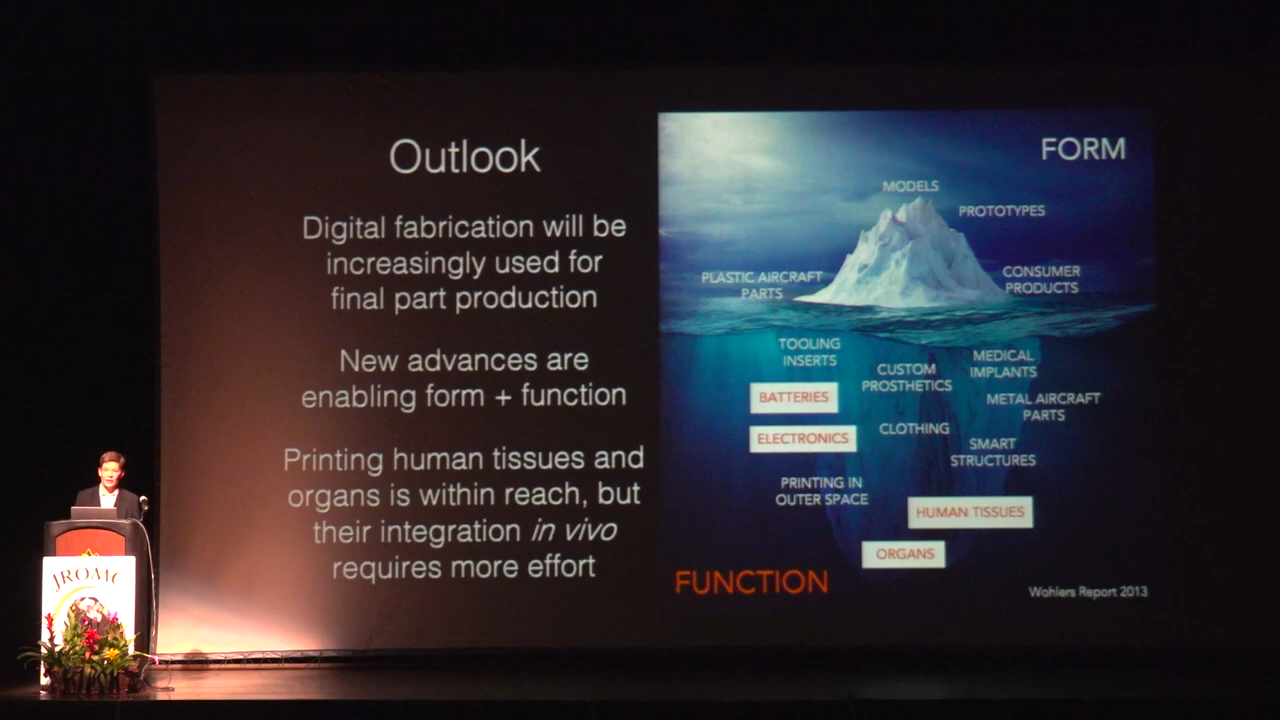 Outlook
Digital fabrication will be
increasingly used for
final part production
New advances are
enabling form + function
Printing human tissues and
organs is within reach, but
their integration in vivo
requires more effort
FORM
MODELS
PROTOTYPES
PLASTIC AIRCRAFT
PARTS
CONSUMER
PRODUCTS
TOOLING
INSERTS
CUSTOM
PROSTHETICS
MEDICAL
IMPLANTS
BATTERIES
METAL AIRCRAFT
PARTS
ELECTRONICS
CLOTHING
SMART
STRUCTURES
PRINTING IN
OUTER SPACE
HUMAN TISSUES
ORGANS
FUNCTION
Wohlers Report 2013